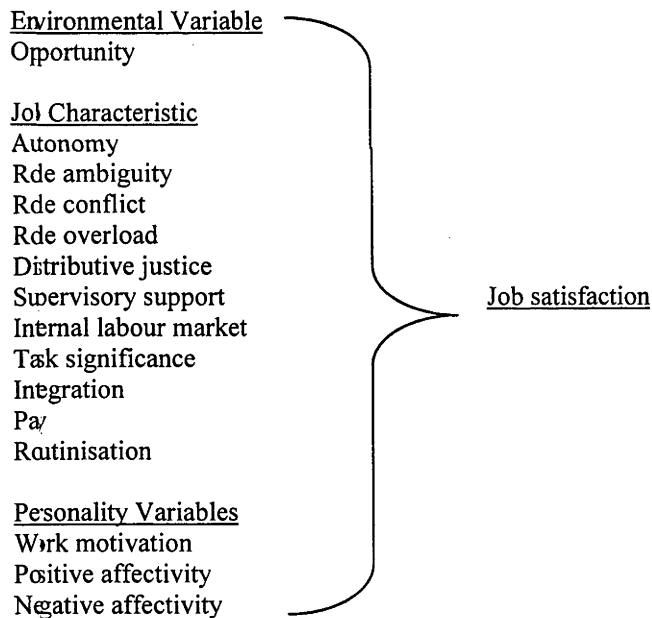 Environmental Variable
Opportunity
Job Characteristic
Autonomy
Role ambiguity
Role conflict
Role overload
Distributive justice
Supervisory support
Internal labour market
Task significance
Integration
Pay
Routinisation
Personality Variables
Work motivation
Positive affectivity
Negative affectivity
Job satisfaction